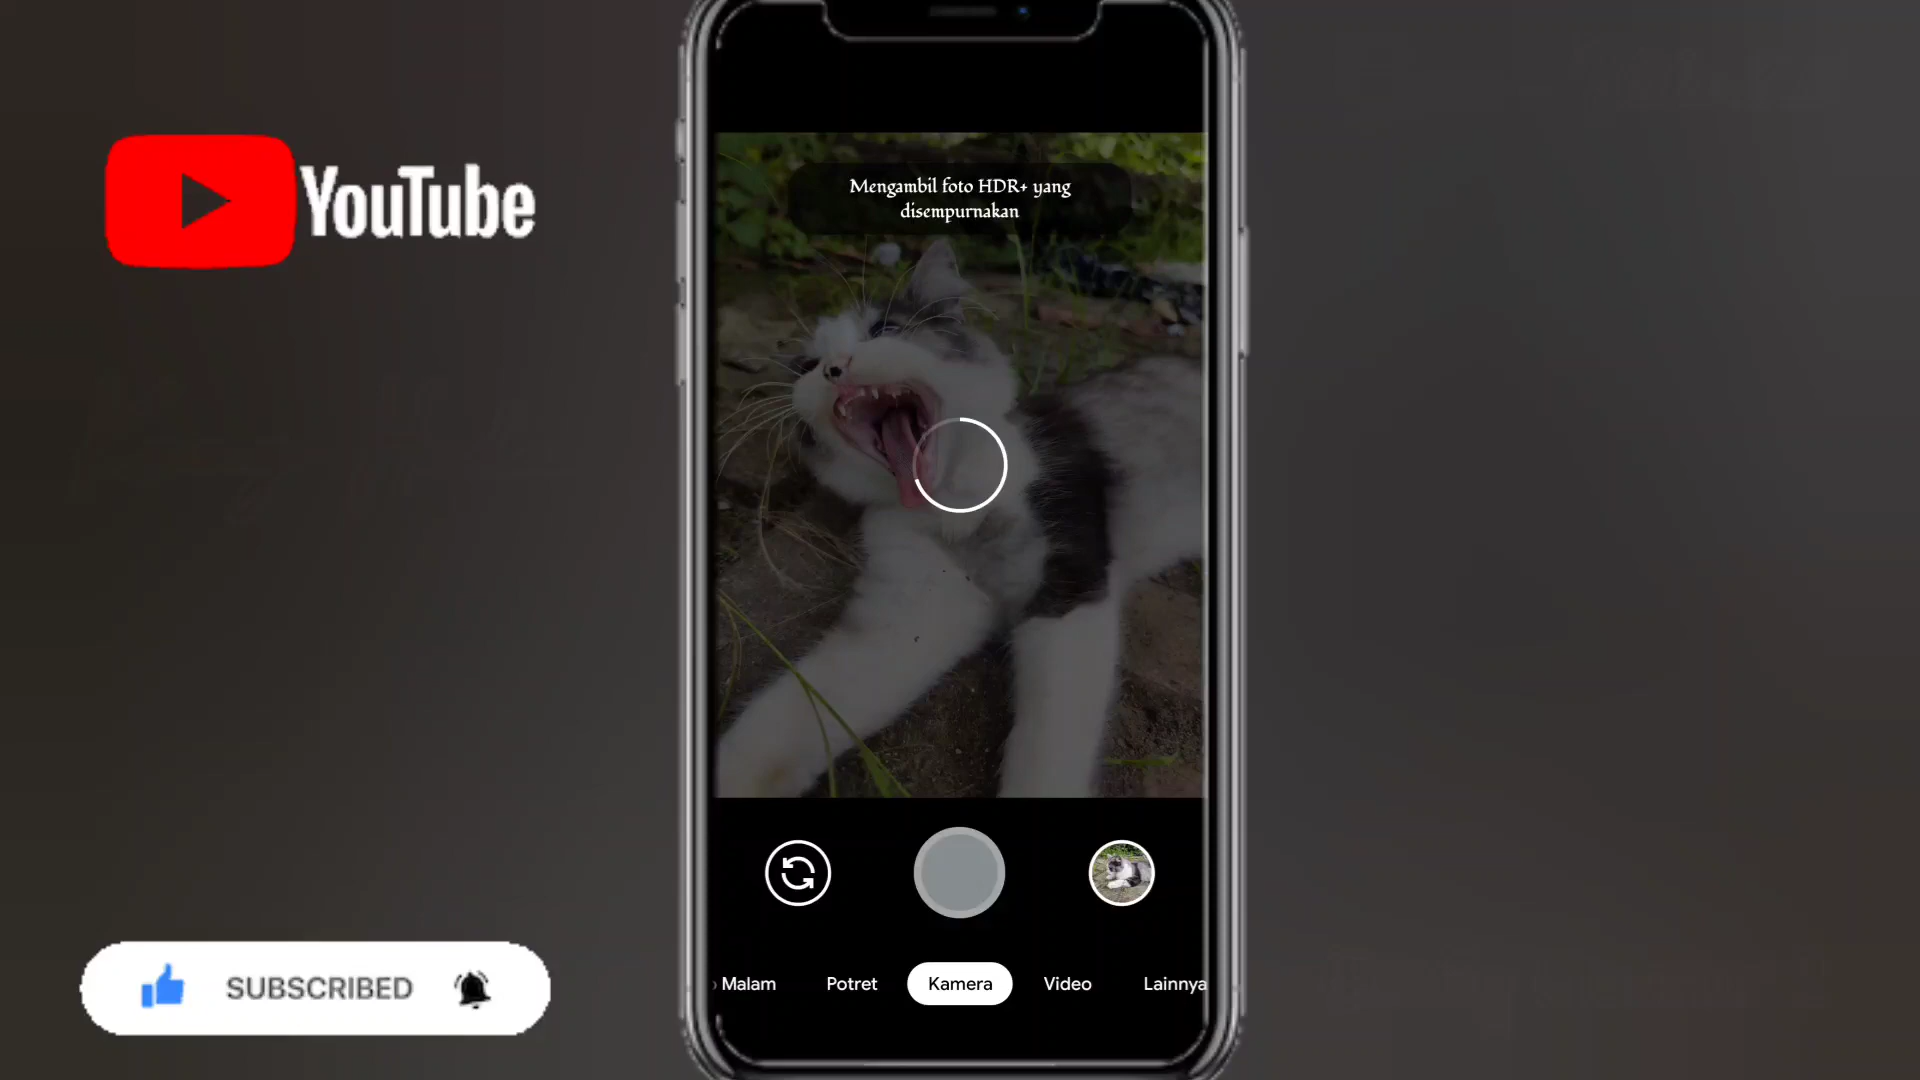 YouTube
Mengambil foto HDR+ yang
disempurnakan
Malam Potret Kamera Video Lainnya
SUBSCRIBED